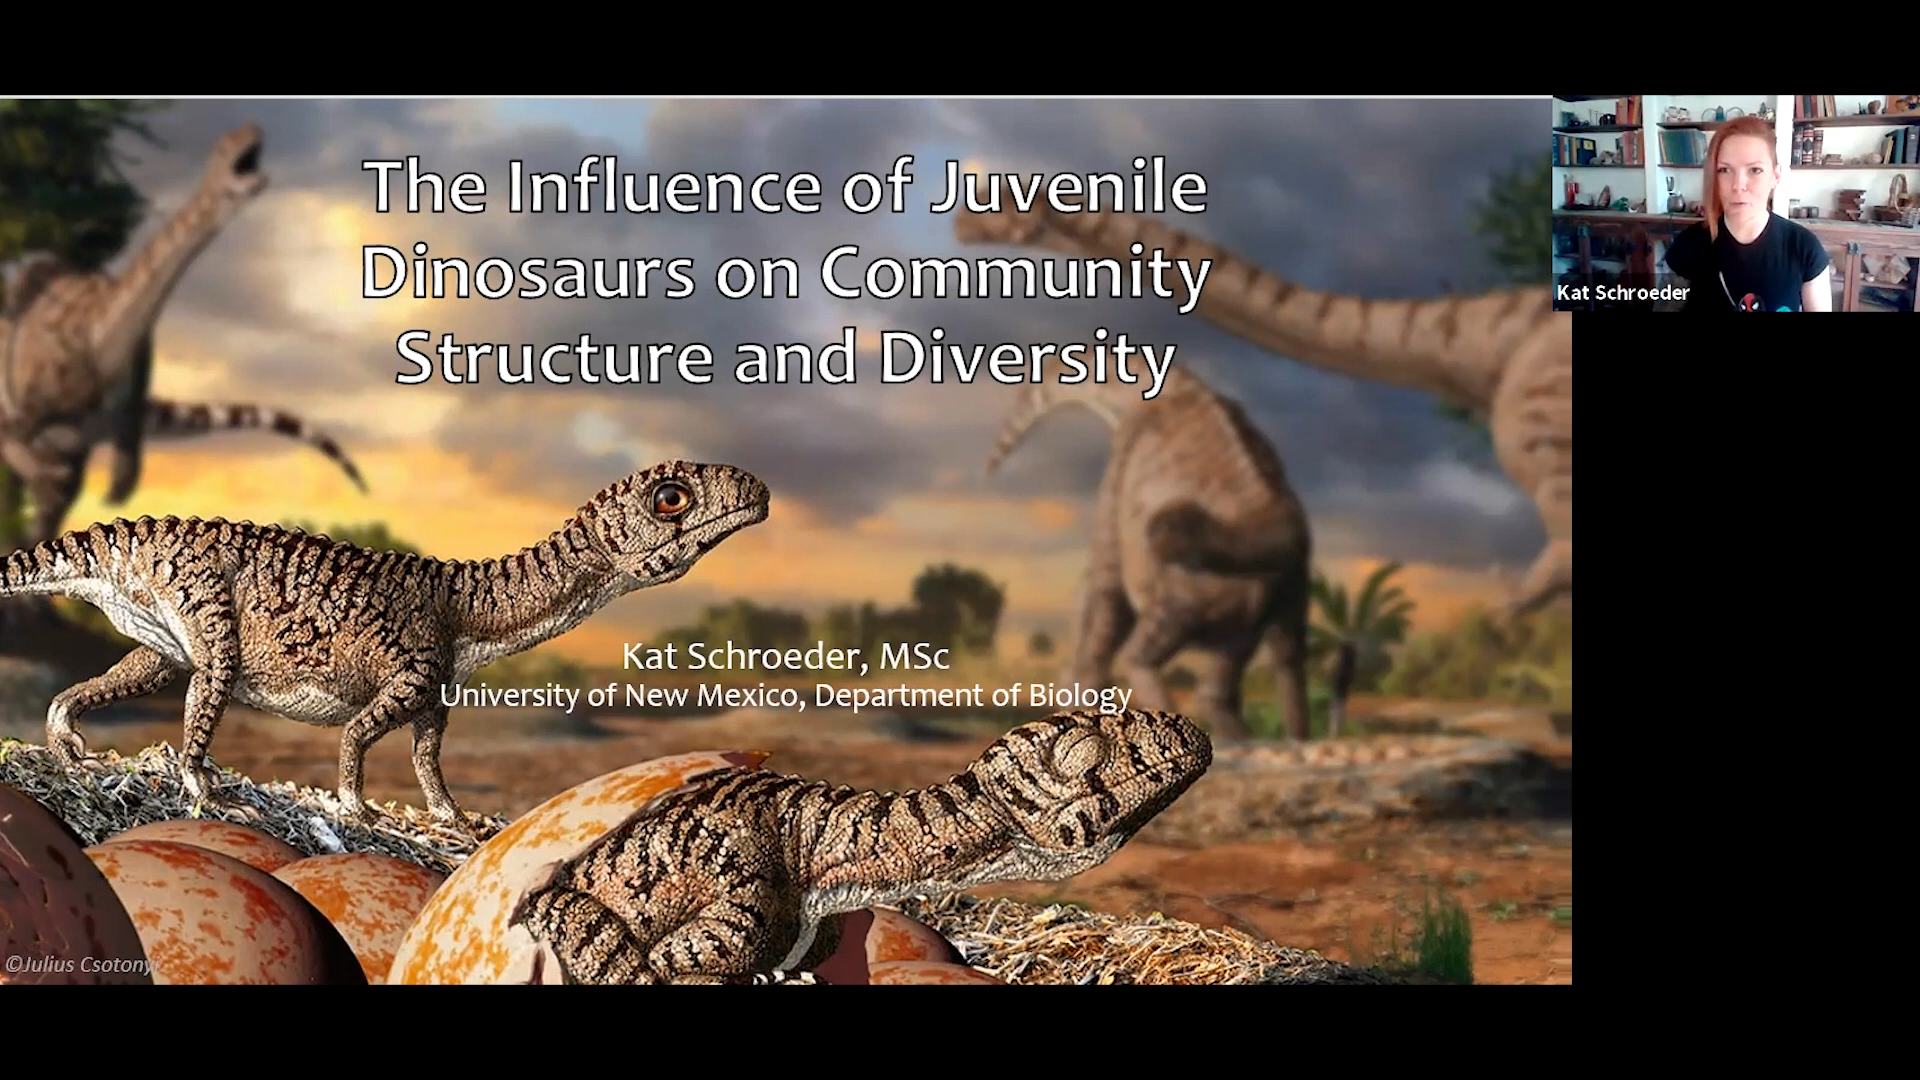 The Influence of Juvenile
Dinosaurs on Community
Structure and Diversity
Kat Schroeder
Kat Schroeder, MSc
University of New Mexico, Department of Biology
©Julius Csotonyi